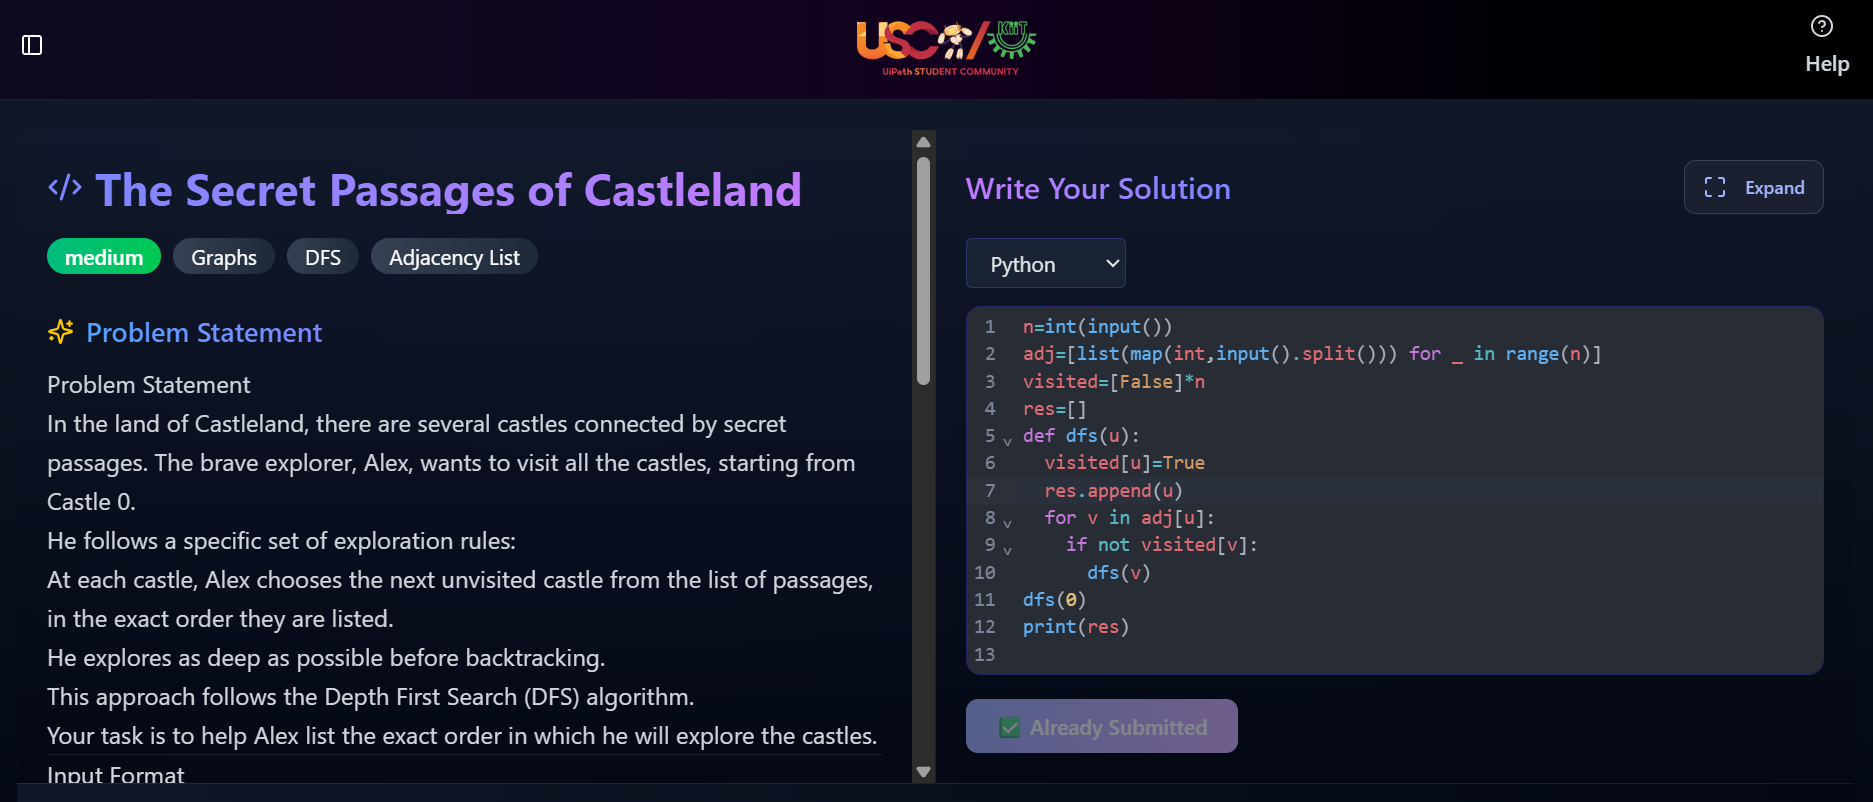 USC/KiiT
UiPath STUDENT COMMUNITY
Help
</> The Secret Passages of Castleland
medium
Graphs
DFS
Adjacency List
Problem Statement
Problem Statement
In the land of Castleland, there are several castles connected by secret
passages. The brave explorer, Alex, wants to visit all the castles, starting from
Castle 0.
He follows a specific set of exploration rules:
At each castle, Alex chooses the next unvisited castle from the list of passages,
in the exact order they are listed.
He explores as deep as possible before backtracking.
This approach follows the Depth First Search (DFS) algorithm.
Your task is to help Alex list the exact order in which he will explore the castles.
Input Format
Write Your Solution
Expand
Python
1 n=int(input())
2 adj=[list(map(int,input().split())) for _ in range(n)]
3 visited=[False]*n
4 res=[]
5 def dfs(u):
6   visited[u]=True
7   res.append(u)
8   for v in adj[u]:
9     if not visited[v]:
10       dfs(v)
11 dfs(0)
12 print(res)
13
✅ Already Submitted